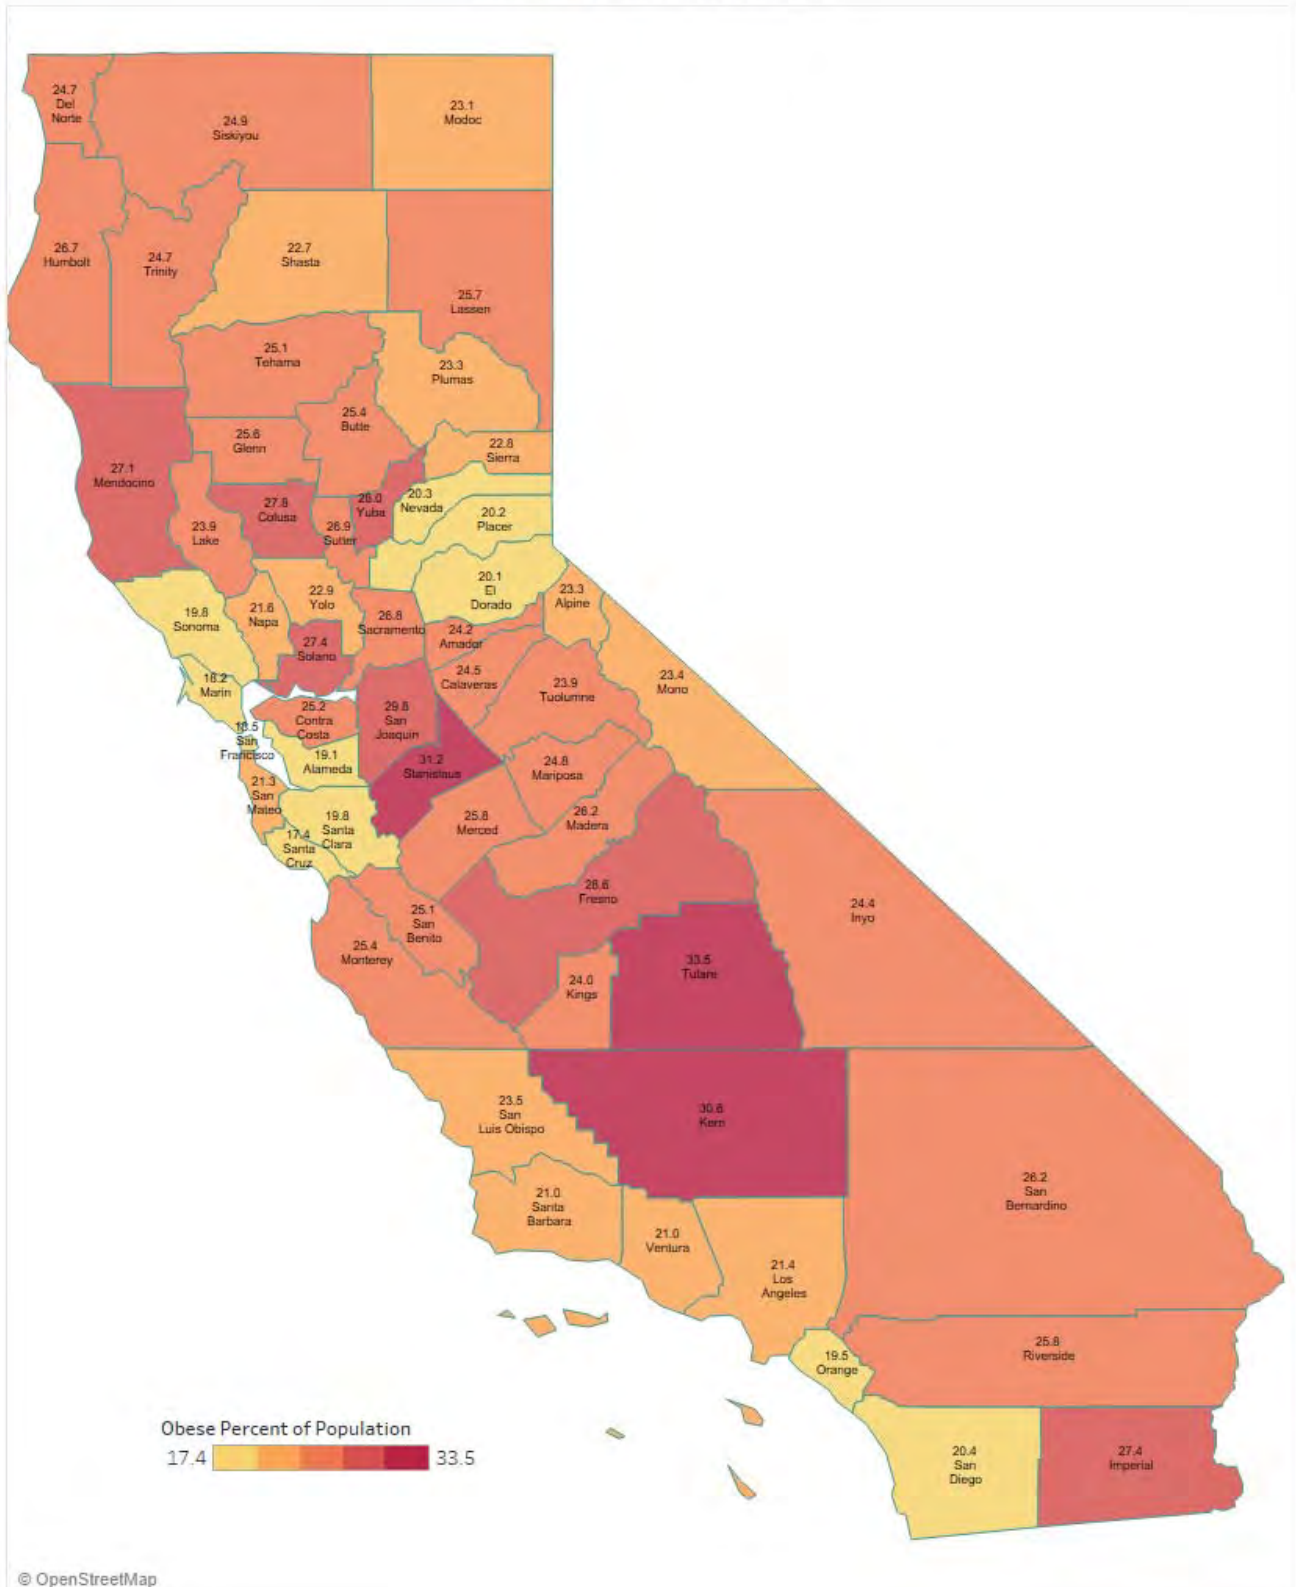 24.7
Del
Norte
24.9
Siskiyou
23.1
Modoc
26.7
Humbolt
24.7
Trinity
22.7
Shasta
25.7
Lassen
25.1
Tehama
23.3
Plumas
25.4
Butte
25.6
Glenn
22.8
Sierra
27.1
Mendocino
27.8
Colusa
Yuba
20.3
Nevada
20.2
Placer
23.9
Lake
26.9
Sutter
20.1
El
Dorado
23.3
Alpine
19.8
Sonoma
21.6
Napa
22.9
Yolo
26.8
Sacramento
24.2
Amador
27.4
Solano
24.5
Calaveras
23.9
Tuolumne
23.4
Mono
18.2
Marin
25.2
Contra
Costa
29.8
San
Joaquin
18.5
San
Francisco
19.1
Alameda
31.2
Stanislaus
24.8
Mariposa
21.3
San
Mateo
19.8
Santa
Clara
25.8
Merced
26.2
Madera
17.4
Santa
Cruz
28.6
Fresno
24.4
Inyo
25.1
San
Benito
25.4
Monterey
24.0
Kings
33.5
Tulare
23.5
San
Luis Obispo
30.8
Kern
26.2
San
Bernardino
21.0
Santa
Barbara
21.0
Ventura
21.4
Los
Angeles
19.5
Orange
25.8
Riverside
20.4
San
Diego
27.4
Imperial
Obese Percent of Population
17.4 33.5
© OpenStreetMap